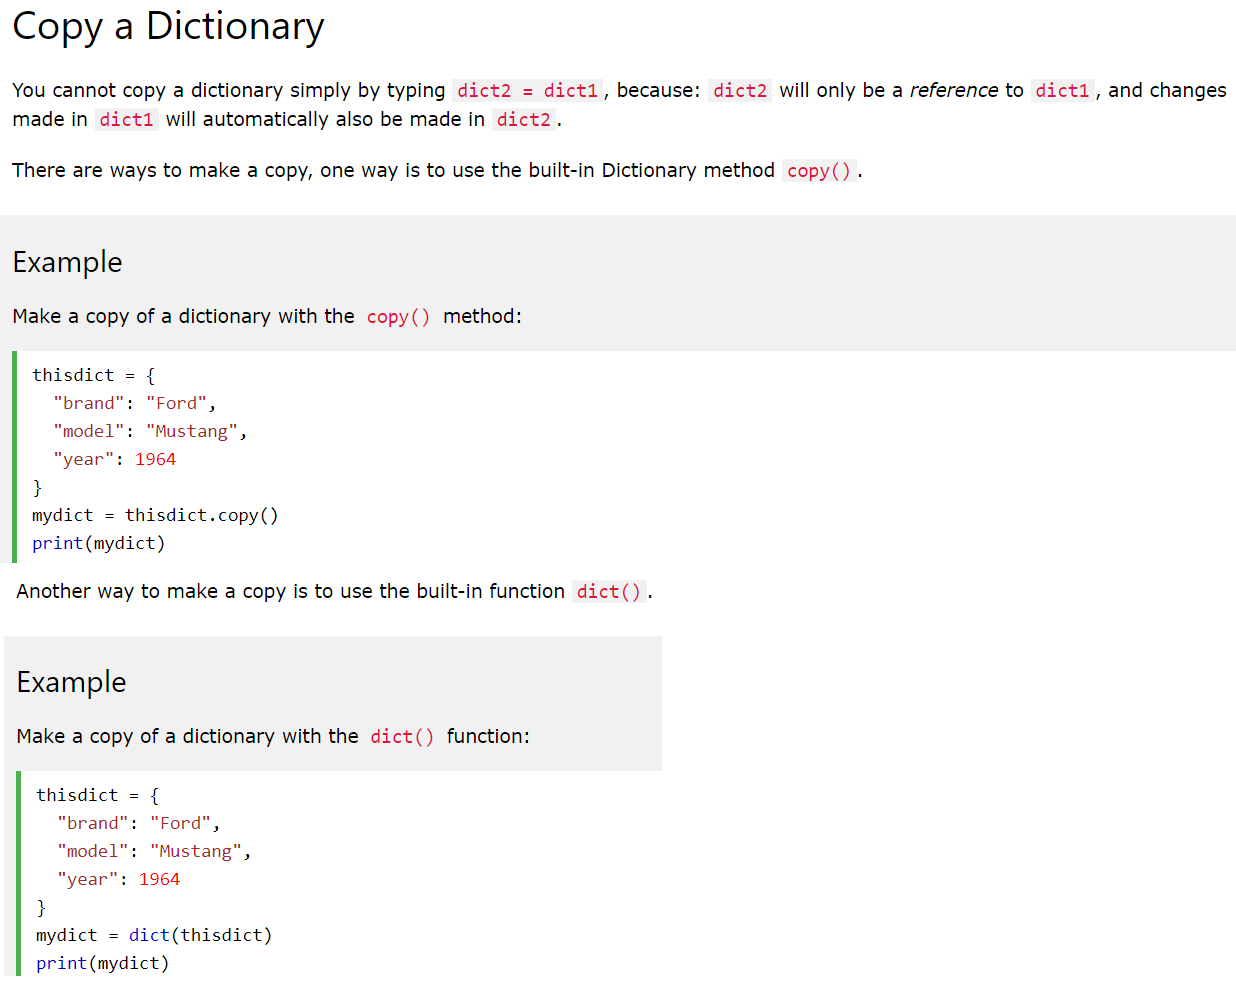 Copy a Dictionary
You cannot copy a dictionary simply by typing dict2 = dict1, because: dict2 will only be a reference to dict1, and changes
made in dict1 will automatically also be made in dict2.
There are ways to make a copy, one way is to use the built-in Dictionary method copy().
Example
Make a copy of a dictionary with the copy() method:
thisdict = {
  "brand": "Ford",
  "model": "Mustang",
  "year": 1964
}
mydict = thisdict.copy()
print(mydict)
Another way to make a copy is to use the built-in function dict().
Example
Make a copy of a dictionary with the dict() function:
thisdict = {
  "brand": "Ford",
  "model": "Mustang",
  "year": 1964
}
mydict = dict(thisdict)
print(mydict)